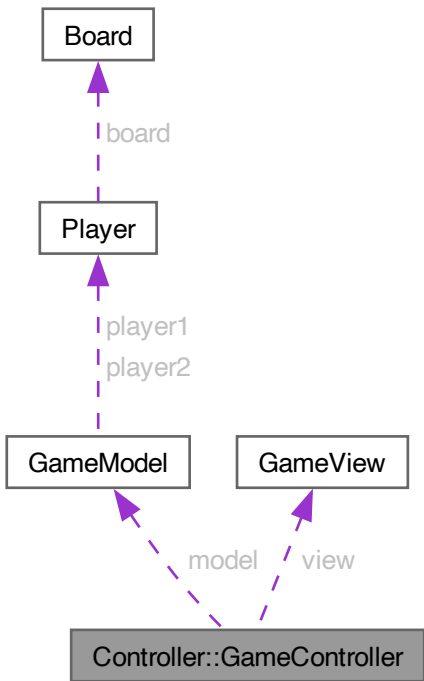 Board
board
Player
player1
player2
GameModel
GameView
model
view
Controller::GameController